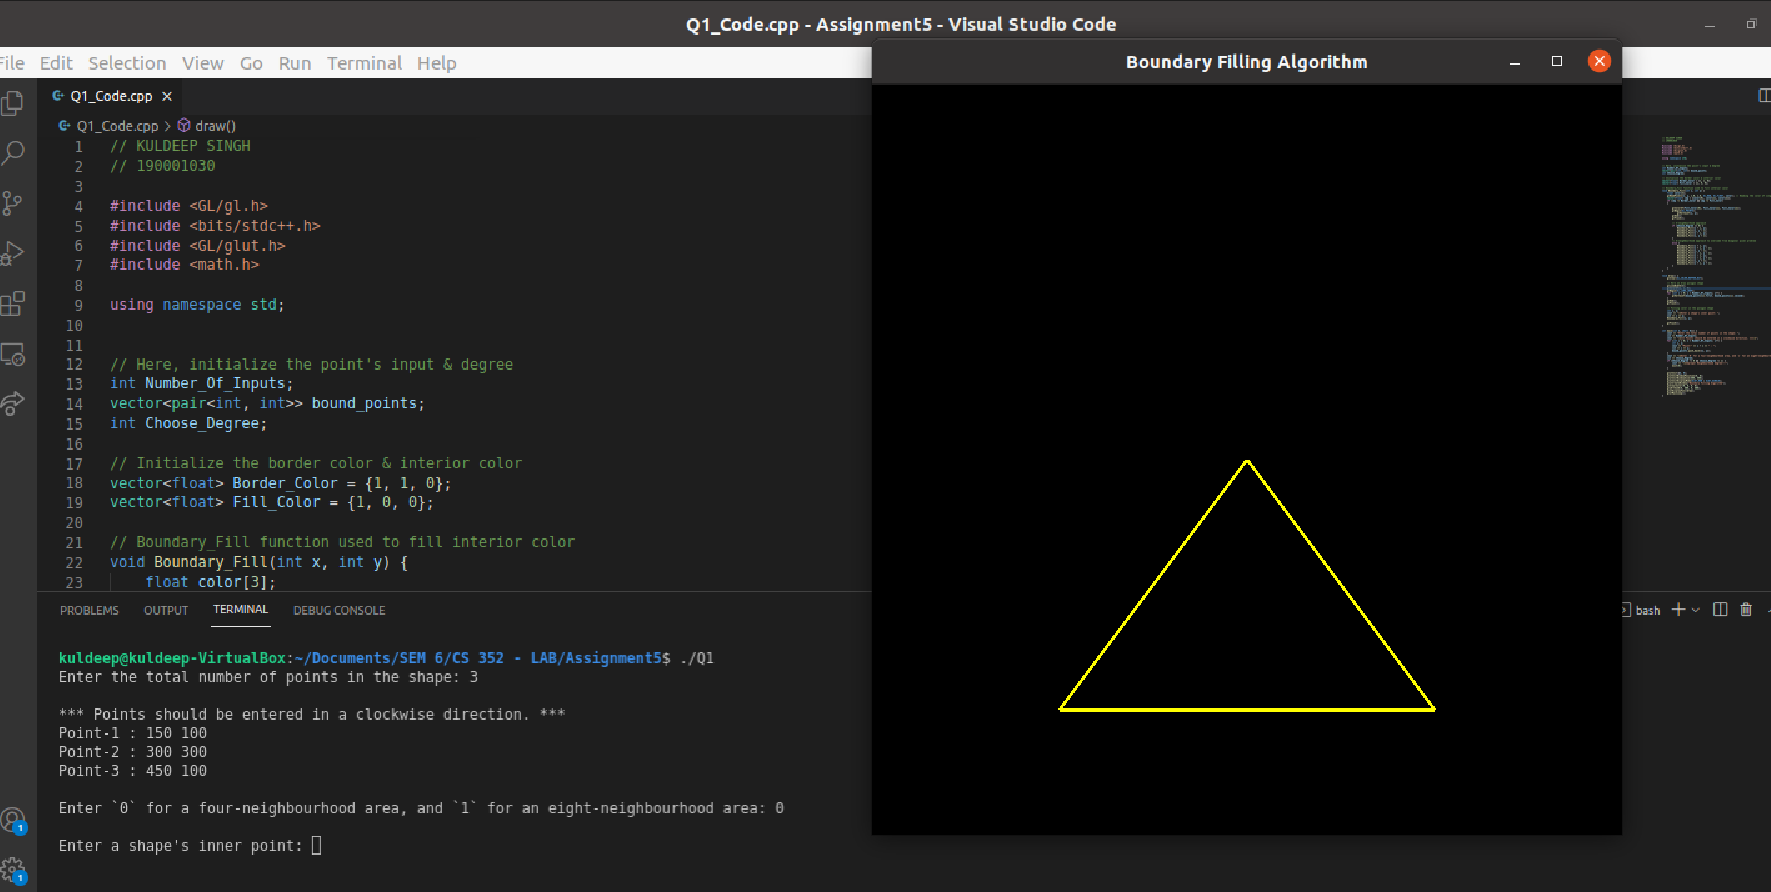 Q1_Code.cpp - Assignment5 - Visual Studio Code
File Edit Selection View Go Run Terminal Help
Q1_Code.cpp
Q1_Code.cpp > draw()
1 // KULDEEP SINGH
2 // 190001030
3
4 #include <GL/gl.h>
5 #include <bits/stdc++.h>
6 #include <GL/glut.h>
7 #include <math.h>
8
9 using namespace std;
10
11
12 // Here, initialize the point's input & degree
13 int Number_Of_Inputs;
14 vector<pair<int, int>> bound_points;
15 int Choose_Degree;
16
17 // Initialize the border color & interior color
18 vector<float> Border_Color = {1, 1, 0};
19 vector<float> Fill_Color = {1, 0, 0};
20
21 // Boundary_Fill function used to fill interior color
22 void Boundary_Fill(int x, int y) {
23 float color[3];
Boundary Filling Algorithm
PROBLEMS OUTPUT TERMINAL DEBUG CONSOLE
bash
kuldeep@kuldeep-VirtualBox:~/Documents/SEM 6/CS 352 - LAB/Assignment5$ ./Q1
Enter the total number of points in the shape: 3
*** Points should be entered in a clockwise direction. ***
Point-1 : 150 100
Point-2 : 300 300
Point-3 : 450 100
Enter `0` for a four-neighbourhood area, and `1` for an eight-neighbourhood area: 0
Enter a shape's inner point:
1
1